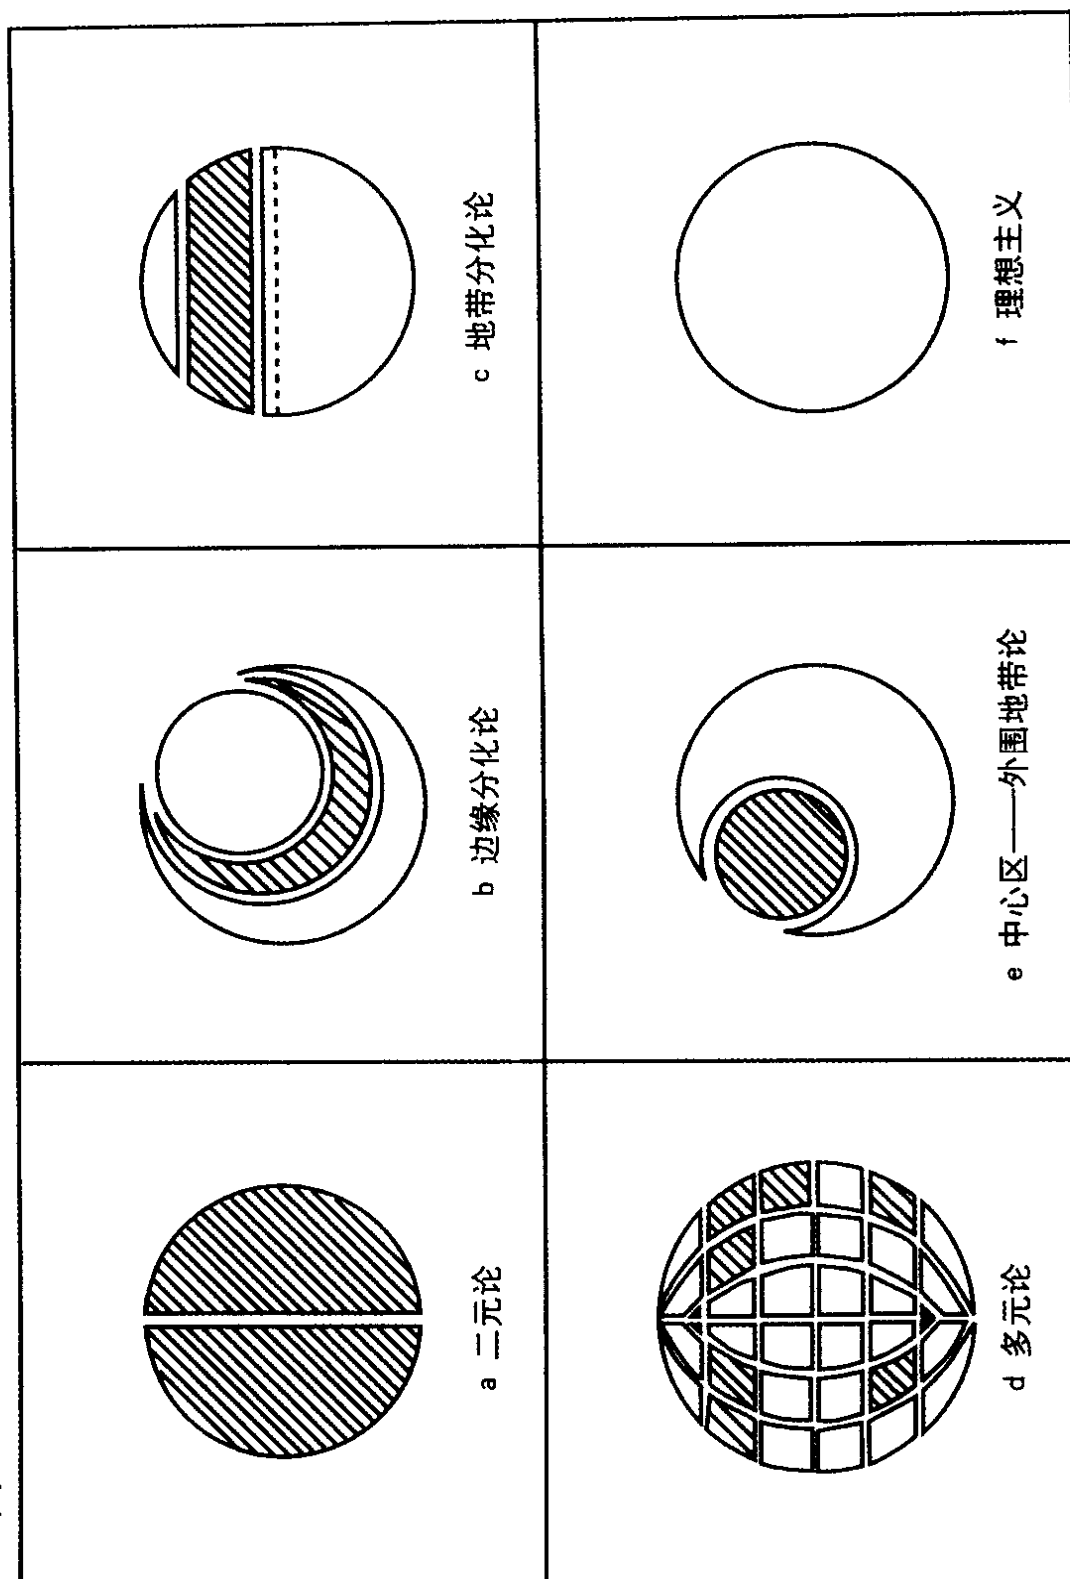 a 二元论
b 边缘分化论
c 地带分化论
d 多元论
e 中心区——外围地带论
f 理想主义